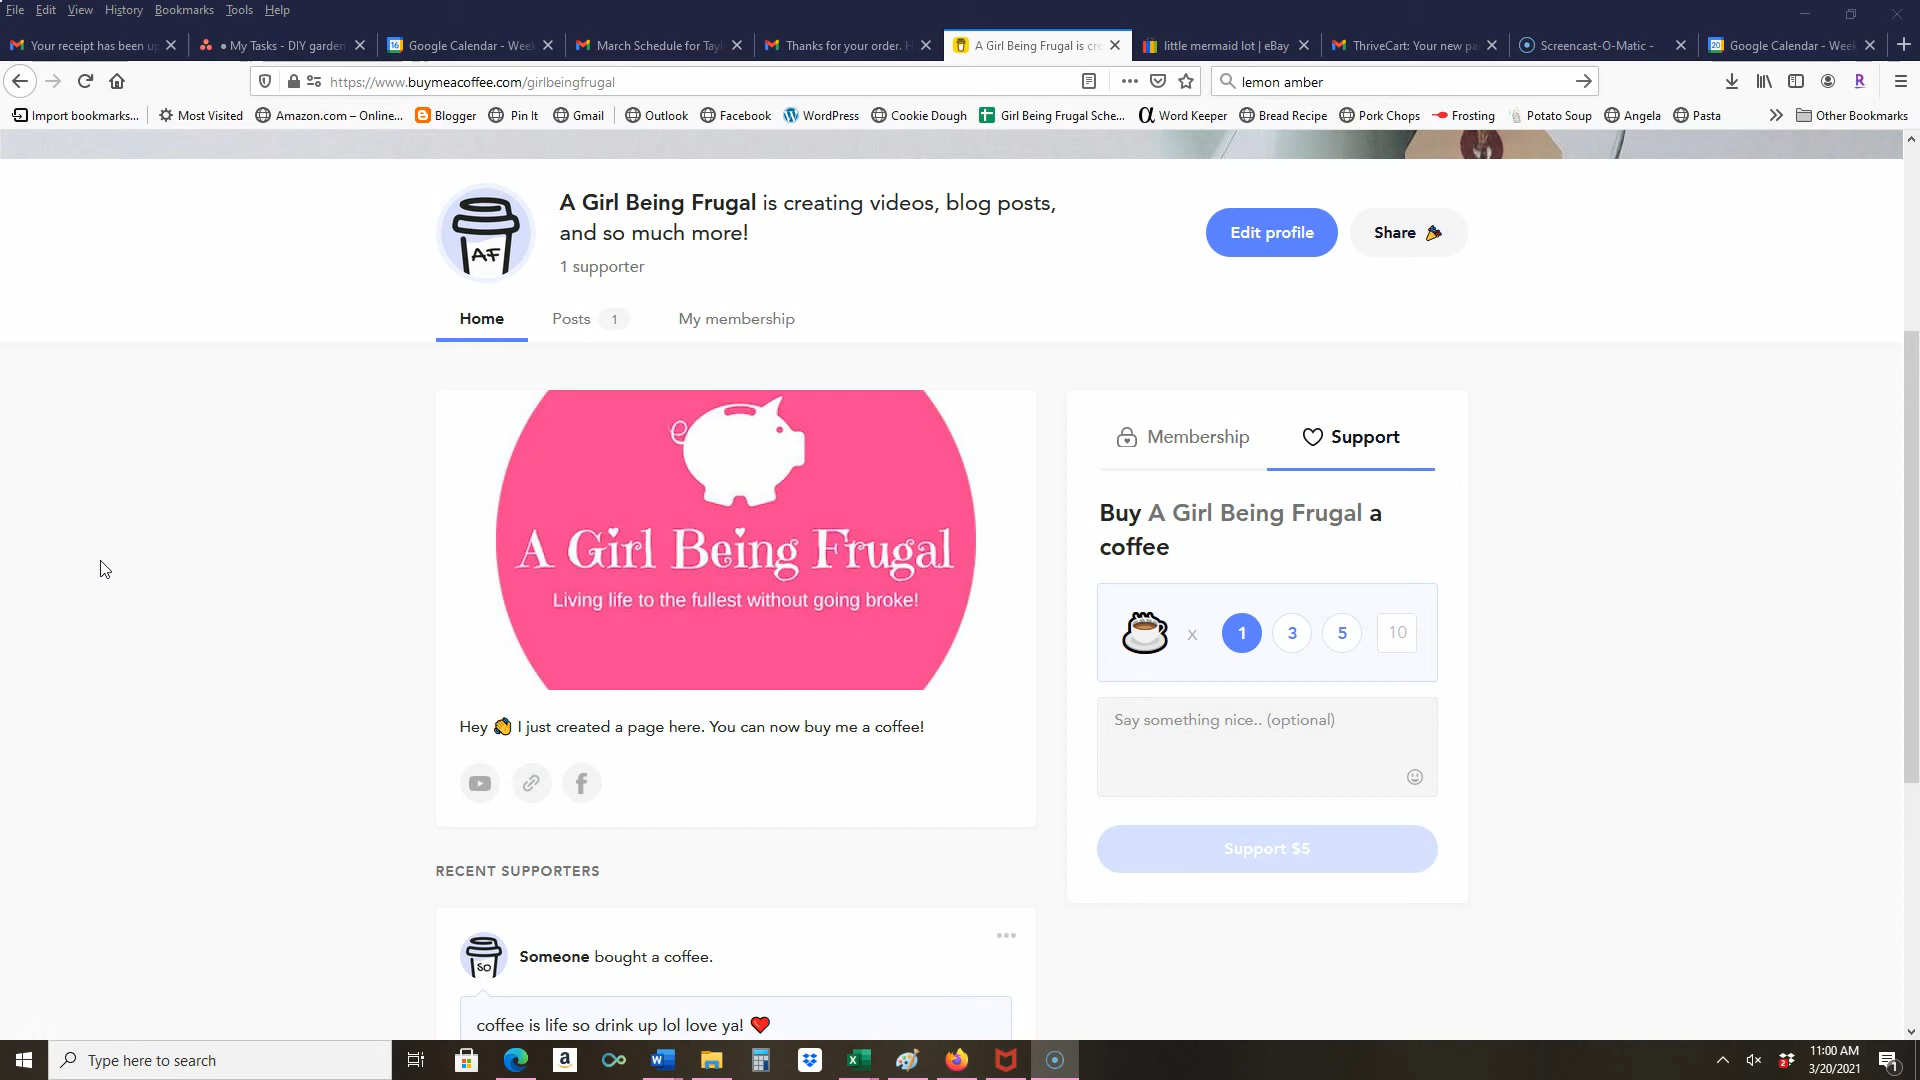 File Edit View History Bookmarks Tools Help
Your receipt has been u
• My Tasks - DIY garden
Google Calendar - Wee
March Schedule for Tayl
Thanks for your order. H
A Girl Being Frugal is cre
little mermaid lot | eBay
ThriveCart: Your new pa
Screencast-O-Matic -
Google Calendar - Week
https://www.buymeacoffee.com/girlbeingfrugal
lemon amber
Import bookmarks... Most Visited Amazon.com – Online... Blogger Pin It Gmail Outlook Facebook WordPress Cookie Dough Girl Being Frugal Sche... Word Keeper Bread Recipe Pork Chops Frosting Potato Soup Angela Pasta Other Bookmarks
A Girl Being Frugal is creating videos, blog posts,
and so much more!
1 supporter
AF
Edit profile
Share
Home Posts 1 My membership
A Girl Being Frugal
Living life to the fullest without going broke!
Hey 👏 I just created a page here. You can now buy me a coffee!
Membership Support
Buy A Girl Being Frugal a
coffee
x 1 3 5 10
Say something nice.. (optional)
Support $5
RECENT SUPPORTERS
SO
Someone bought a coffee.
coffee is life so drink up lol love ya! ❤️
Type here to search
11:00 AM
3/20/2021